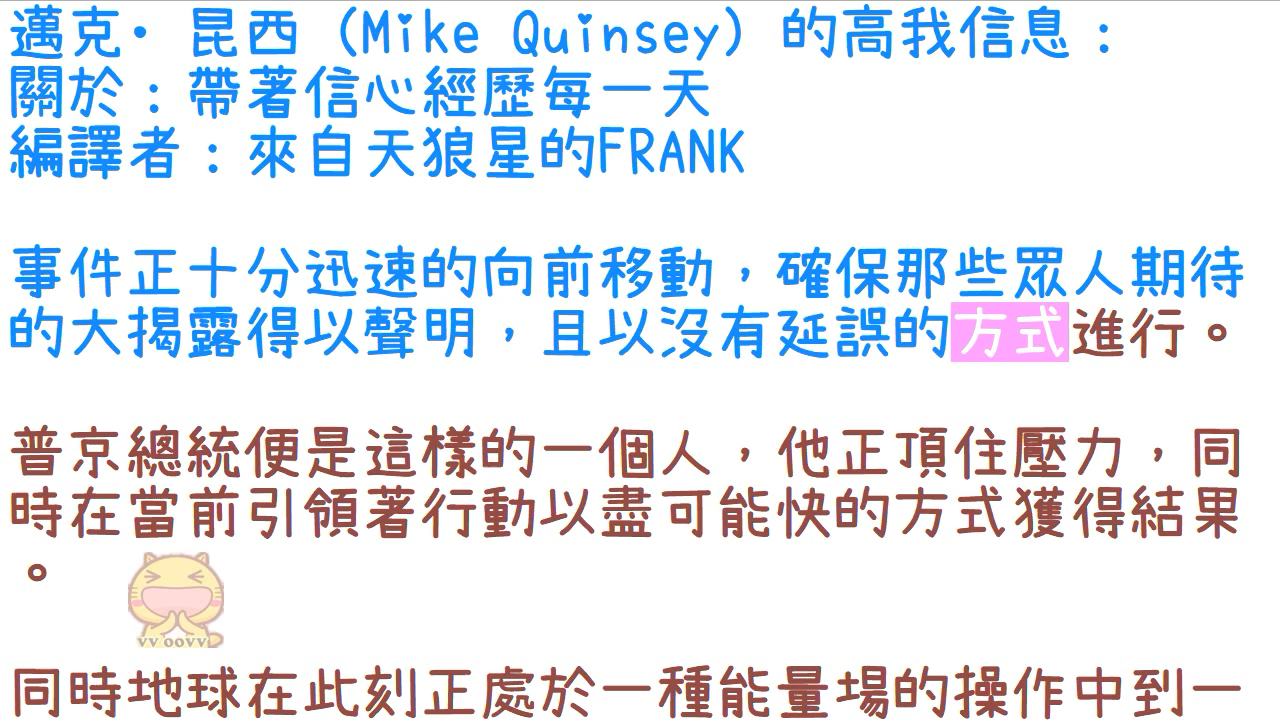 邁克• 昆西（Mike Quinsey）的高我信息：
關於：帶著信心經歷每一天
編譯者：來自天狼星的FRANK
事件正十分迅速的向前移動，確保那些眾人期待
的大揭露得以聲明，且以沒有延誤的方式進行。
普京總統便是這樣的一個人，他正頂住壓力，同
時在當前引領著行動以盡可能快的方式獲得結果
。
vv oovv
同時地球在此刻正處於一種能量場的操作中到一